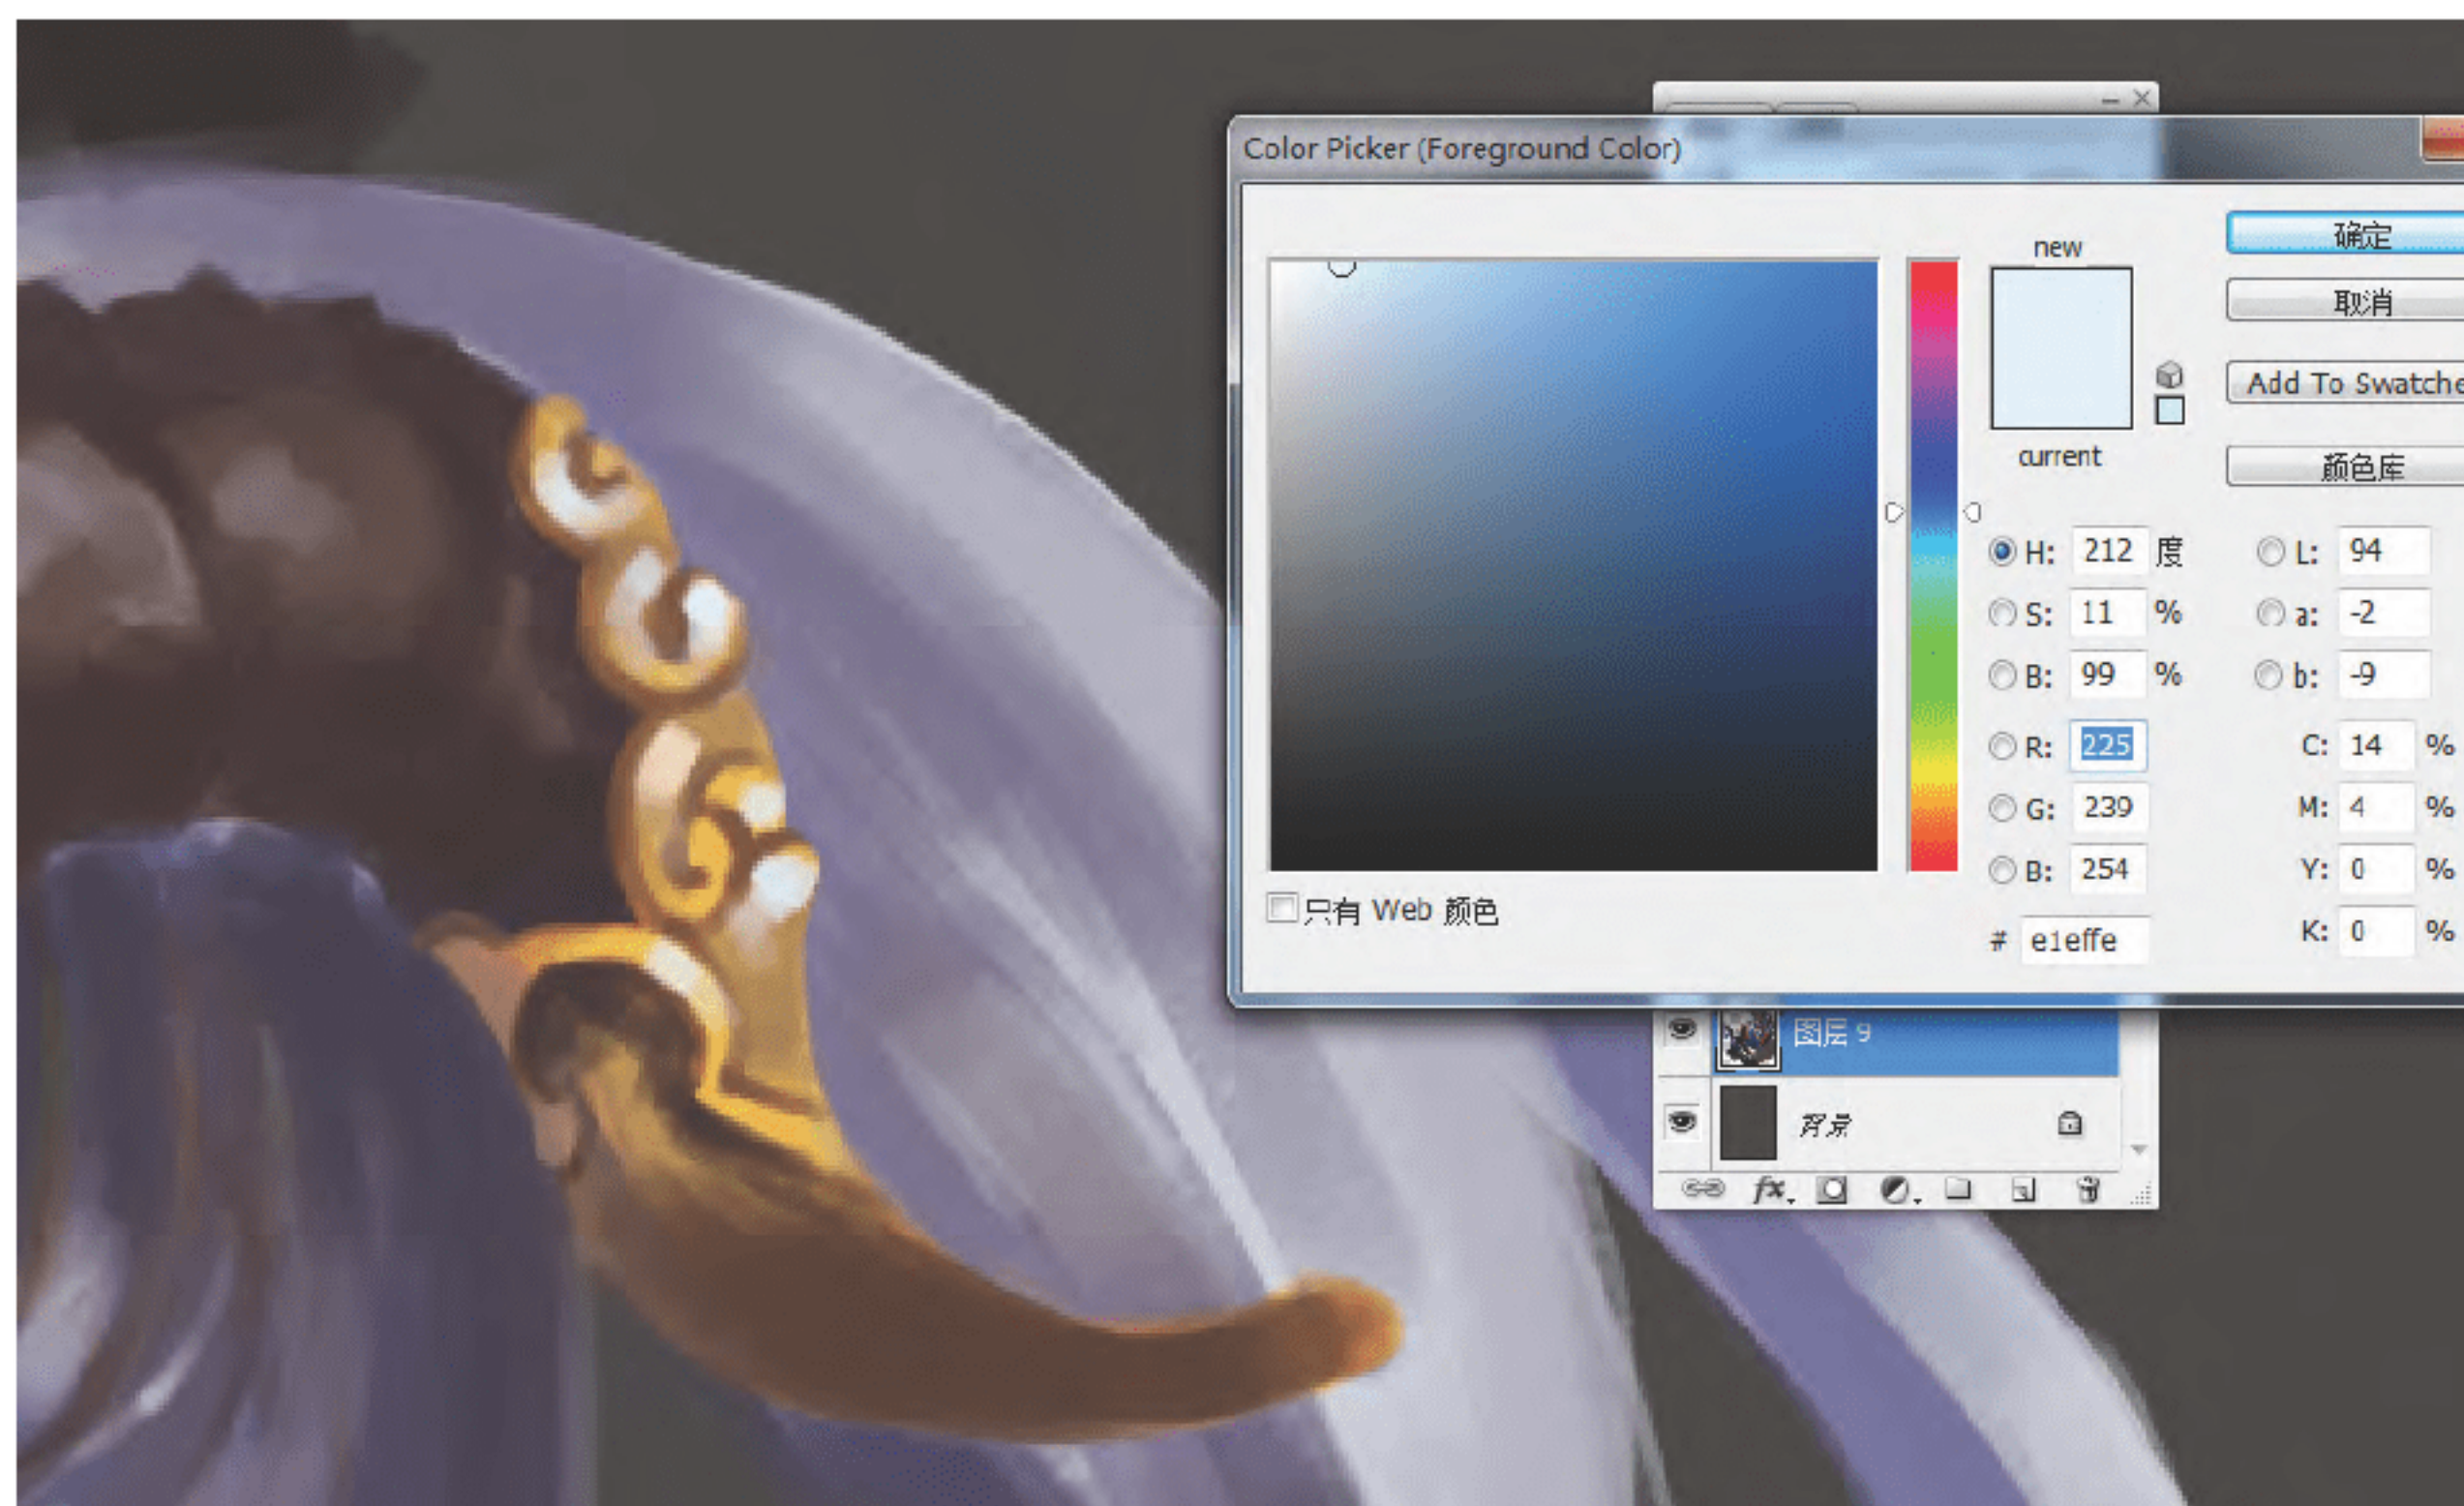 Color Picker (Foreground Color)
new
current
确定
取消
Add To Swatche
颜色库
H: 212 度
S: 11 %
B: 99 %
R: 225
G: 239
B: 254
# e1effe
L: 94
a: -2
b: -9
C: 14 %
M: 4 %
Y: 0 %
K: 0 %
只有 Web 颜色
图层 9
背景
fx.